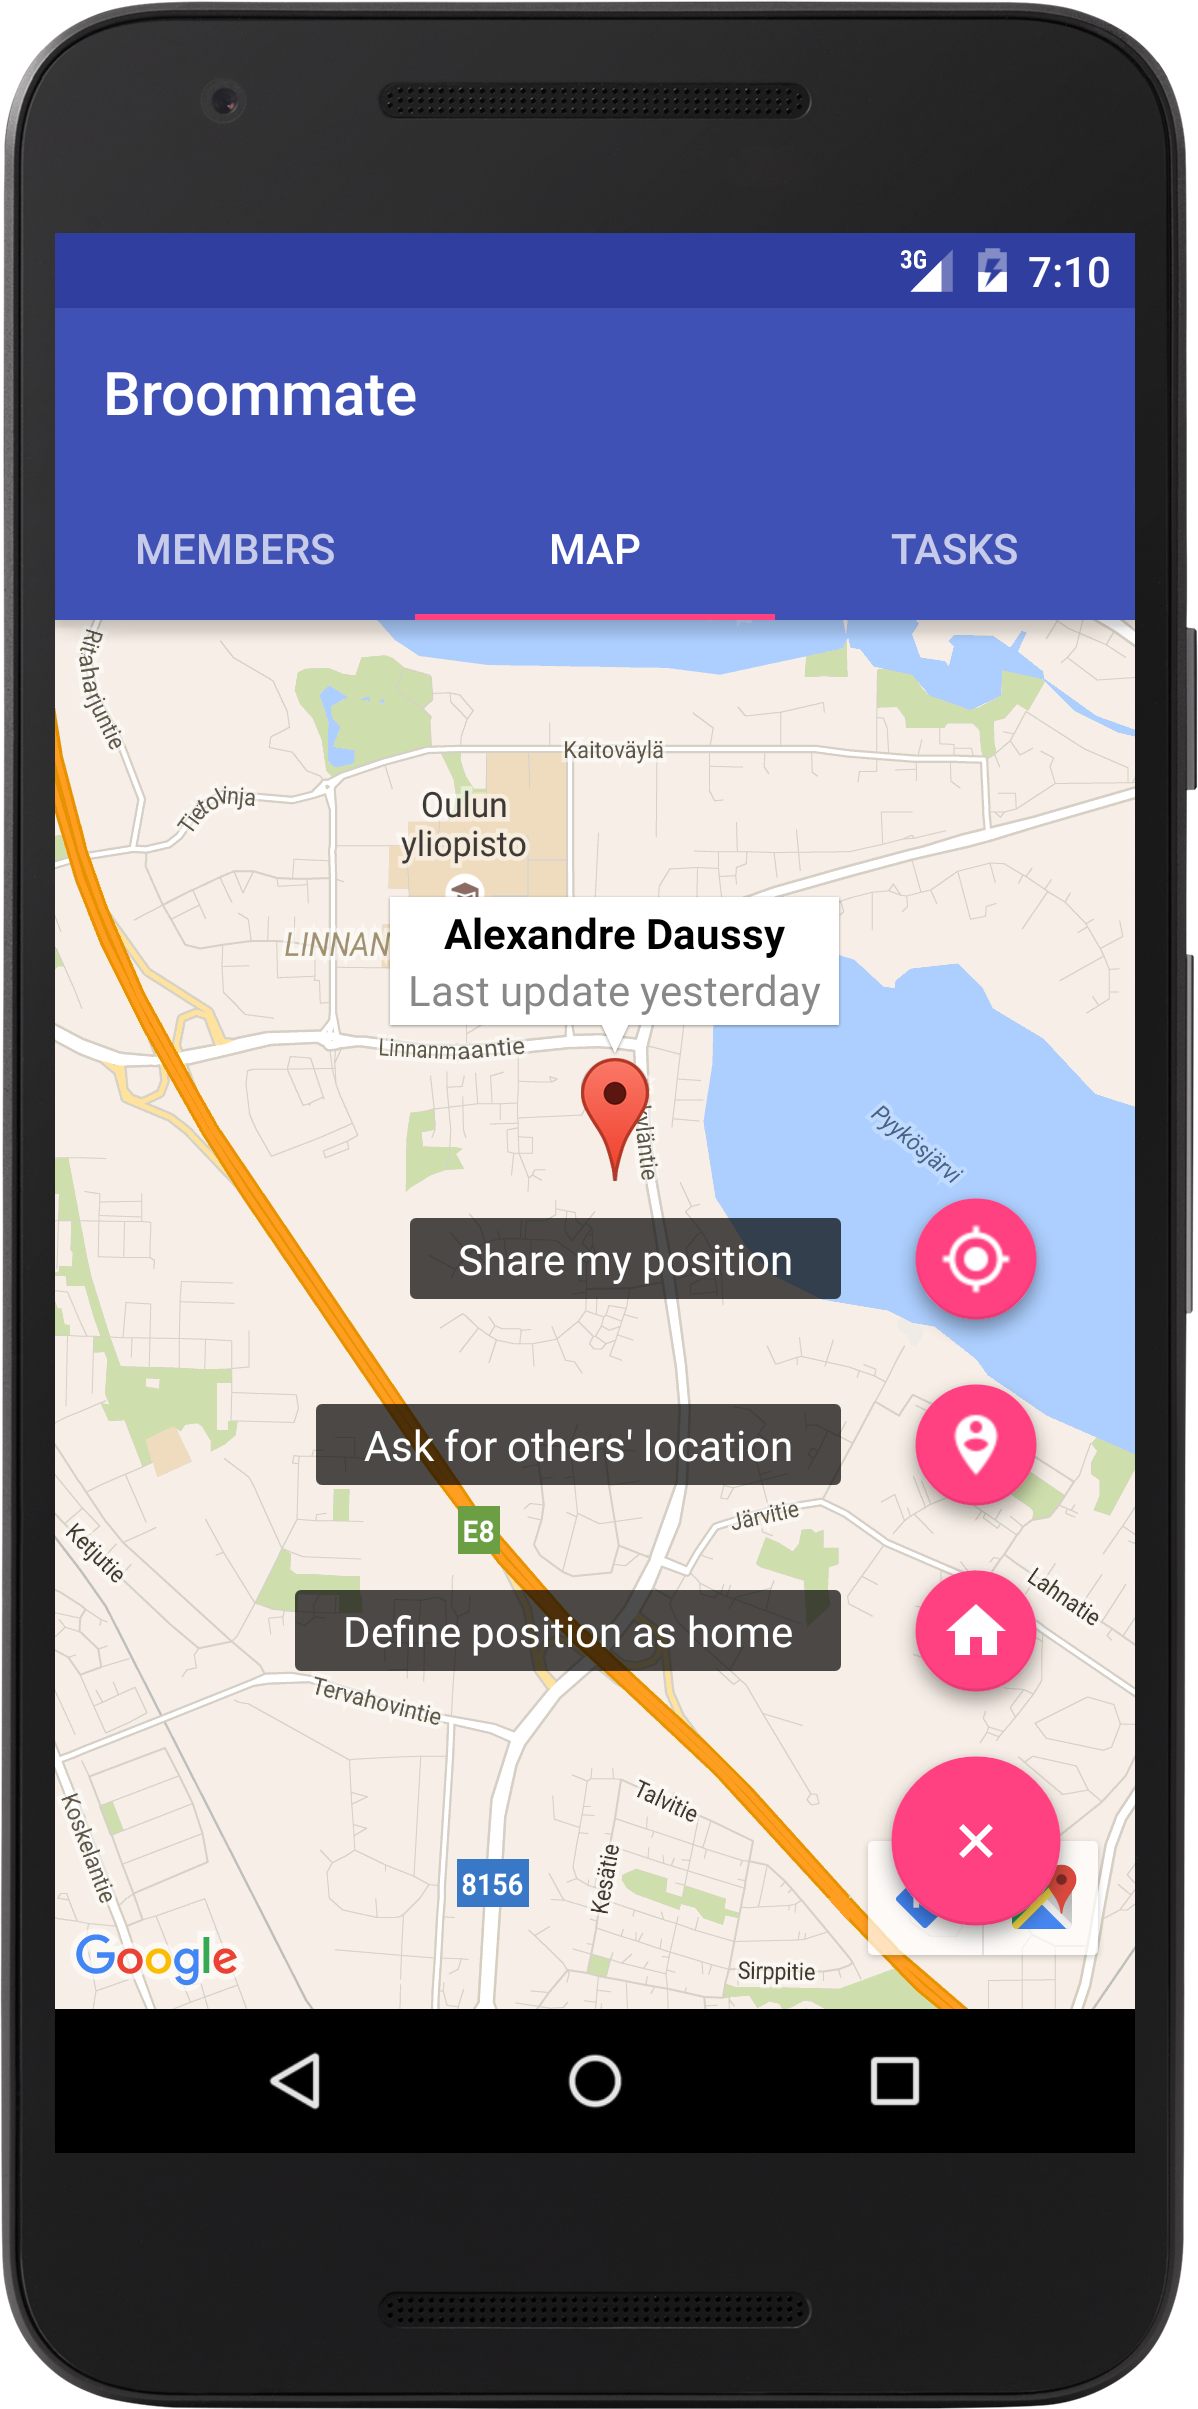 3G 7:10
Broommate
MEMBERS MAP TASKS
Ritaharjuntie
Kaitoväylä
Tietolinja
Oulun
yliopisto
Alexandre Daussy
Last update yesterday
Linnanmaantie
Pyykösjärvi
Share my position
Ask for others' location
E8
Järvitie
Ketjutie
Lahnatie
Define position as home
Tervahovintie
Talvitie
Koskelantie
Kesätie
8156
Google
Sirppitie